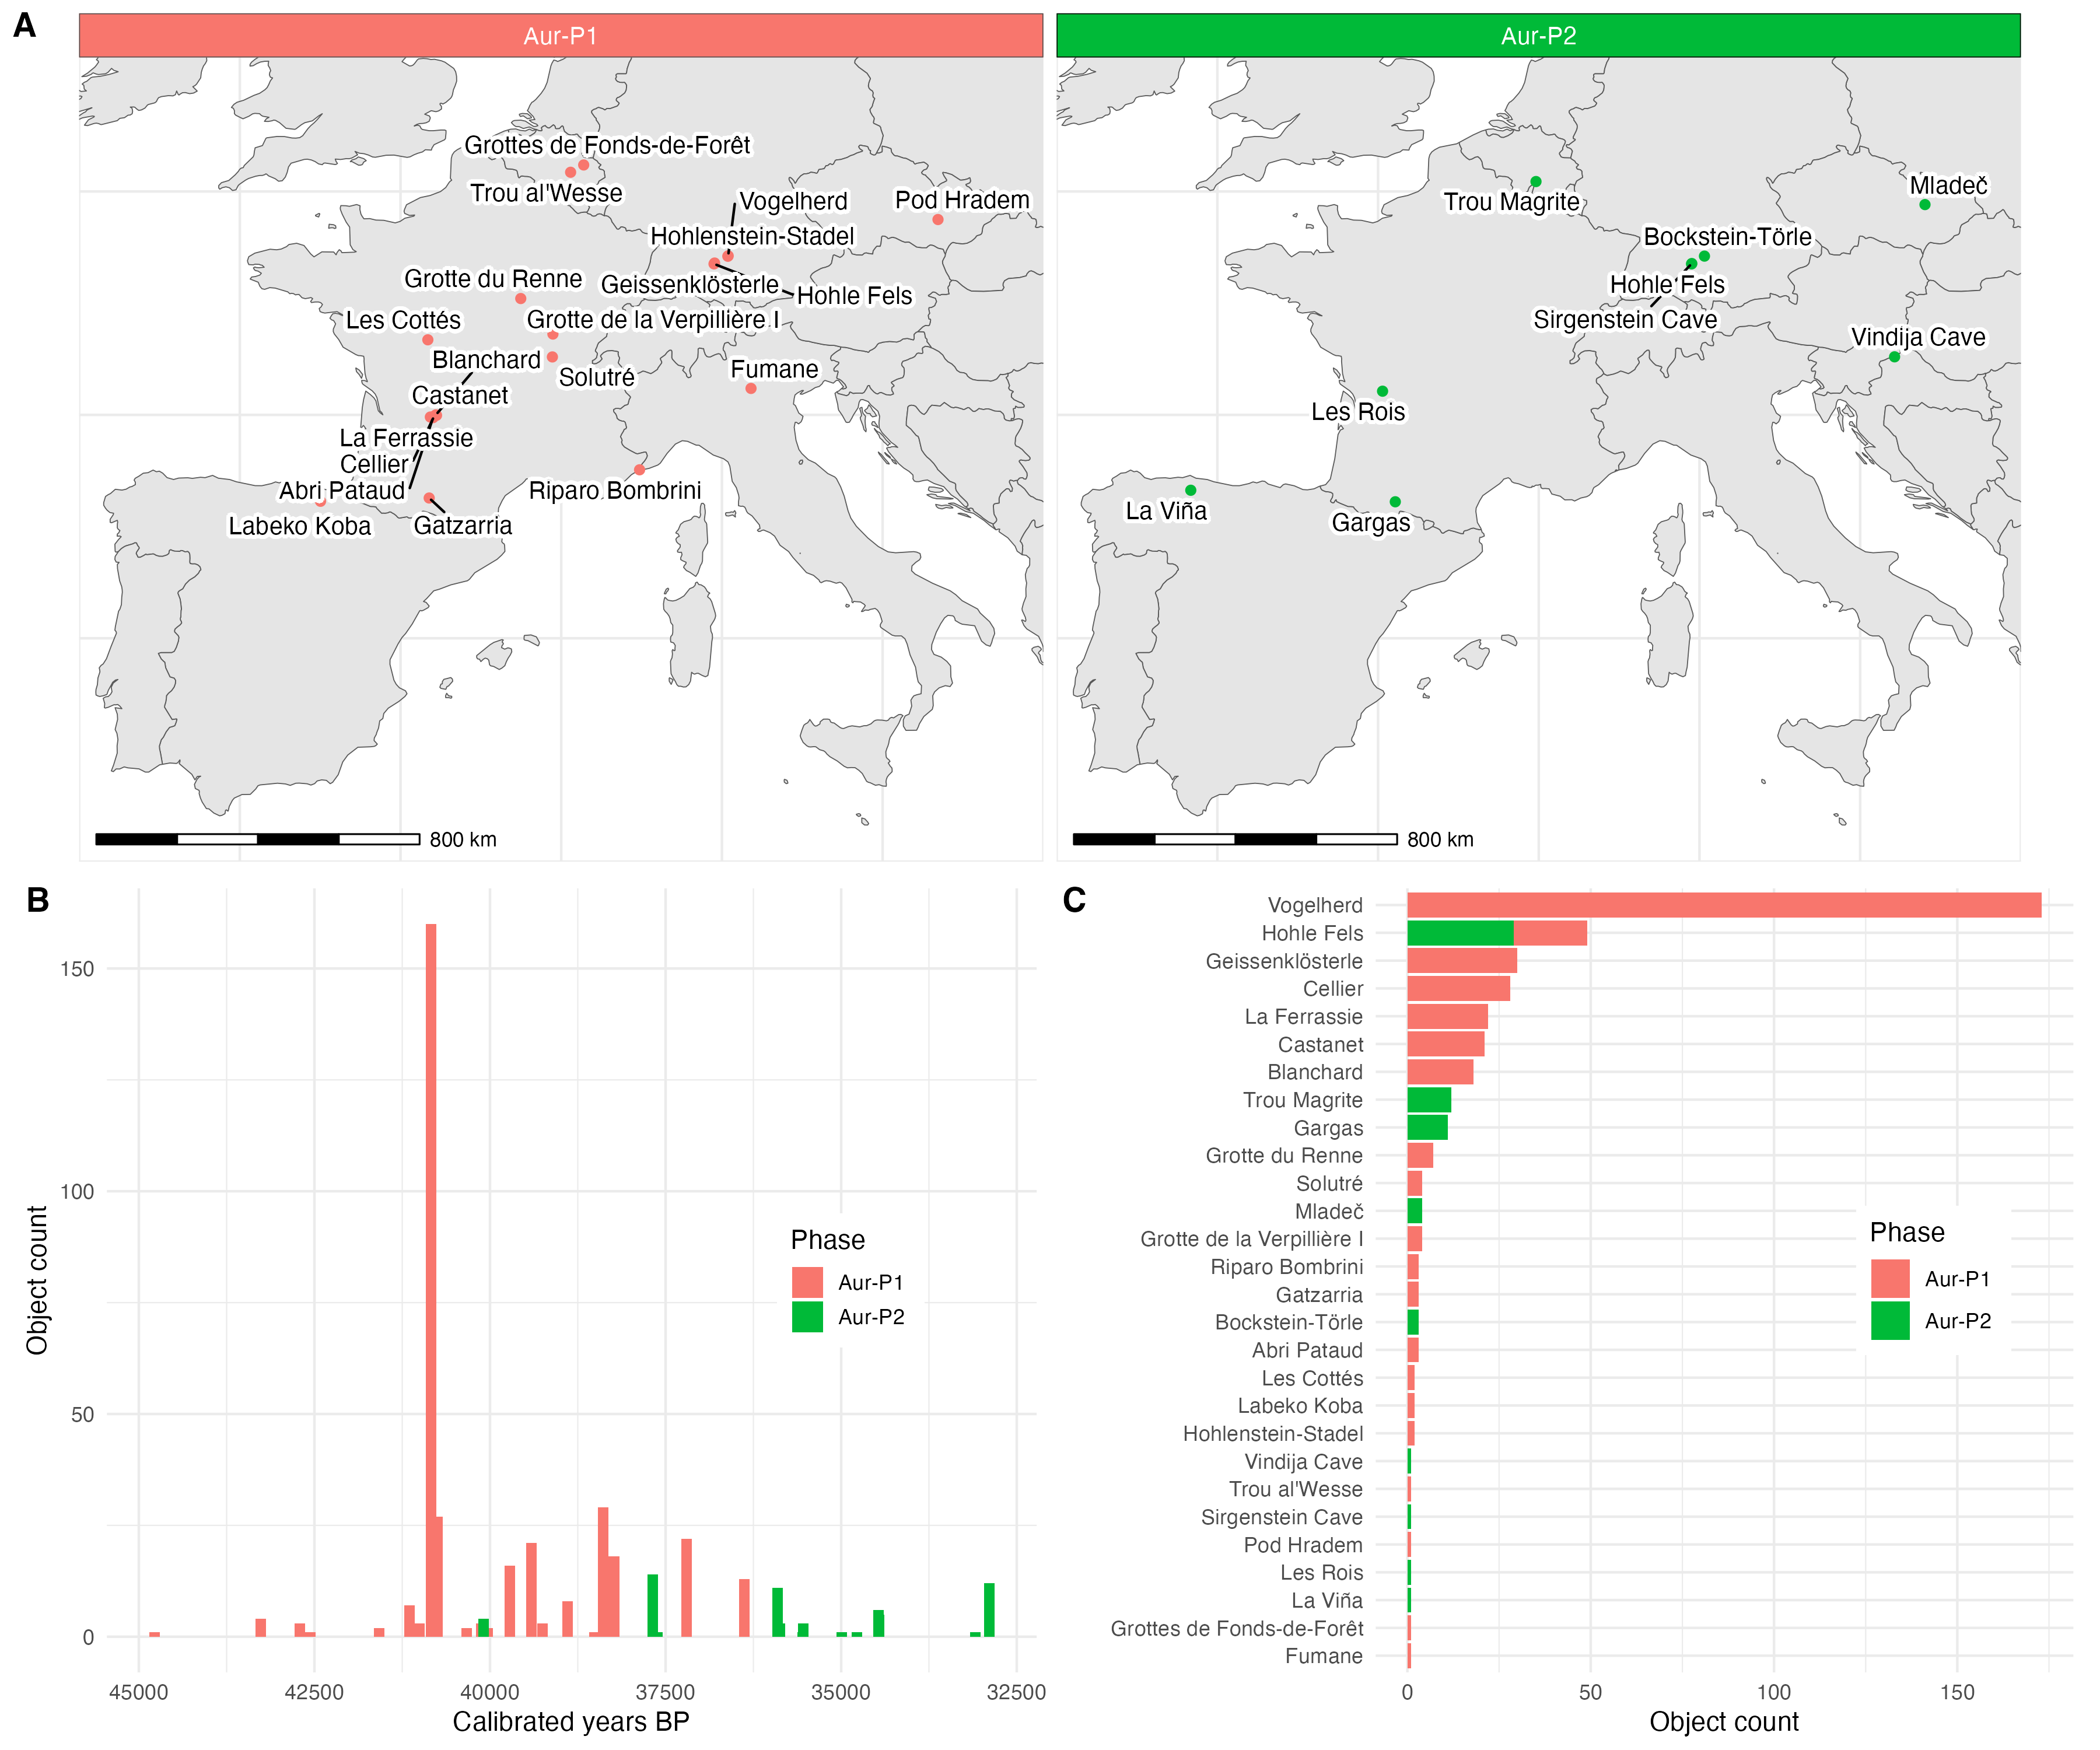 A
Aur-P1
Aur-P2
Grottes de Fonds-de-Forêt
Trou al'Wesse
Vogelherd
Pod Hradem
Hohlenstein-Stadel
Grotte du Renne
Geissenklösterle
Hohle Fels
Les Cottés
Grotte de la Verpillière I
Blanchard
Solutré
Fumane
Castanet
La Ferrassie
Cellier
Abri Pataud
Riparo Bombrini
Labeko Koba
Gatzarria
800 km
Mladeč
Trou Magrite
Bockstein-Törle
Hohle Fels
Sirgenstein Cave
Vindija Cave
Les Rois
La Viña
Gargas
800 km
B
Object count
150
100
50
0
45000
42500
40000
37500
35000
32500
Calibrated years BP
Phase
Aur-P1
Aur-P2
C
Vogelherd
Hohle Fels
Geissenklösterle
Cellier
La Ferrassie
Castanet
Blanchard
Trou Magrite
Gargas
Grotte du Renne
Solutré
Mladeč
Grotte de la Verpillière I
Riparo Bombrini
Gatzarria
Bockstein-Törle
Abri Pataud
Les Cottés
Labeko Koba
Hohlenstein-Stadel
Vindija Cave
Trou al'Wesse
Sirgenstein Cave
Pod Hradem
Les Rois
La Viña
Grottes de Fonds-de-Forêt
Fumane
0
50
100
150
Object count
Phase
Aur-P1
Aur-P2